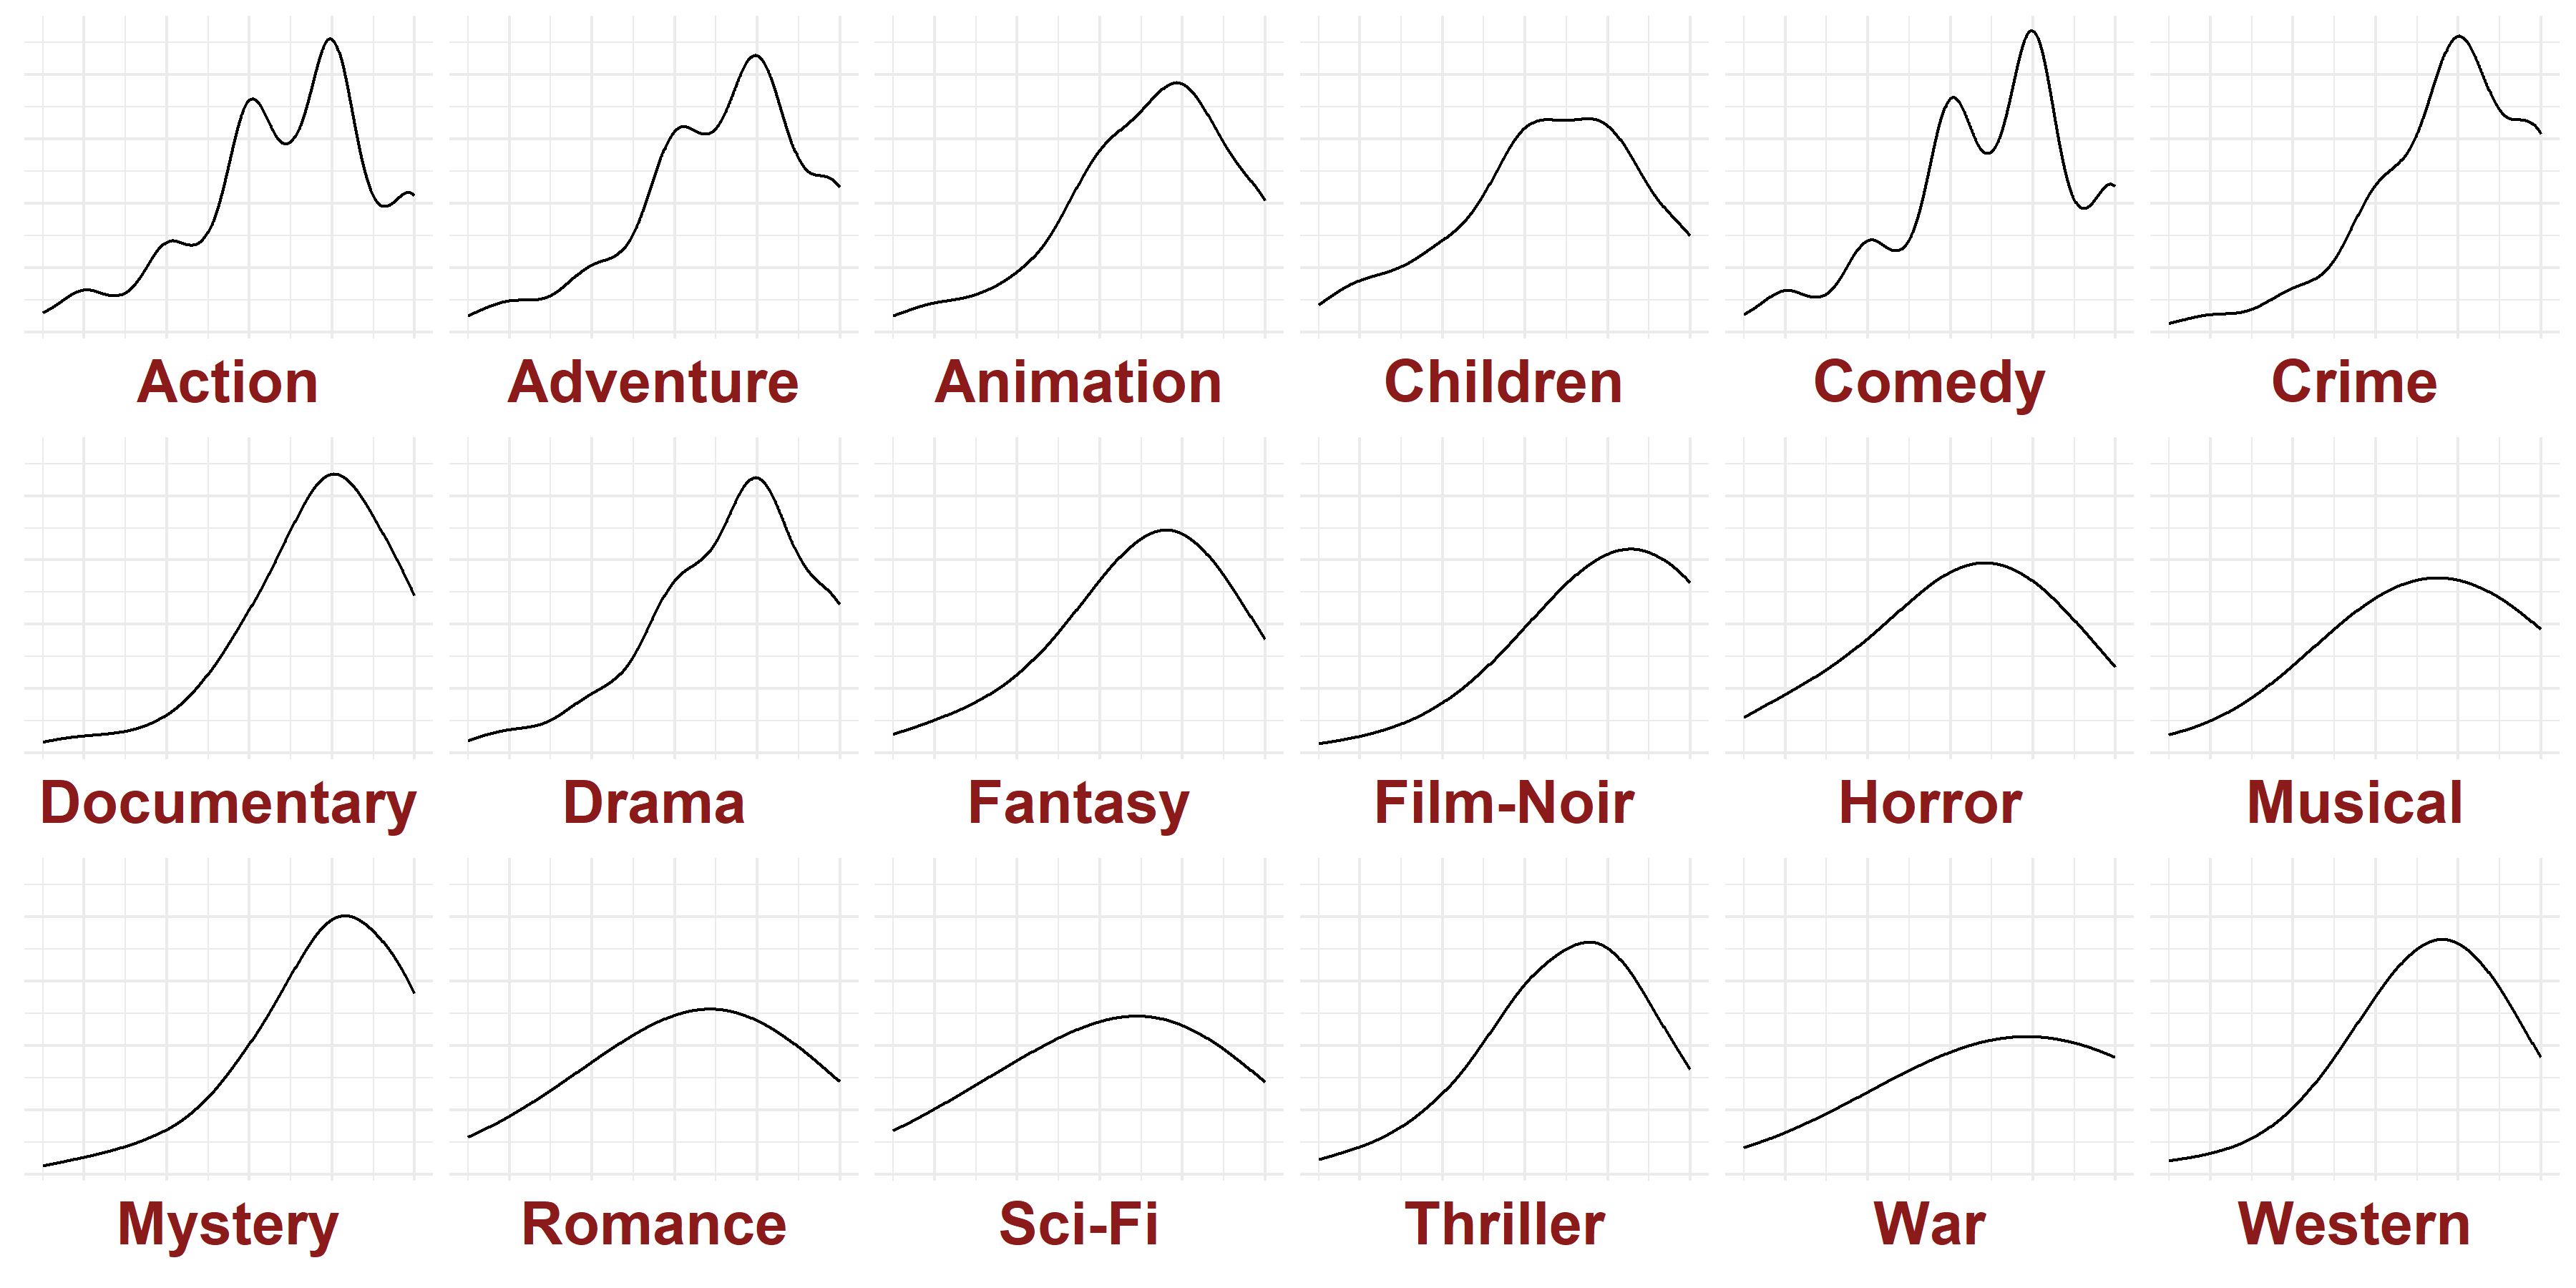 Action
Adventure
Animation
Children
Comedy
Crime
Documentary
Drama
Fantasy
Film-Noir
Horror
Musical
Mystery
Romance
Sci-Fi
Thriller
War
Western